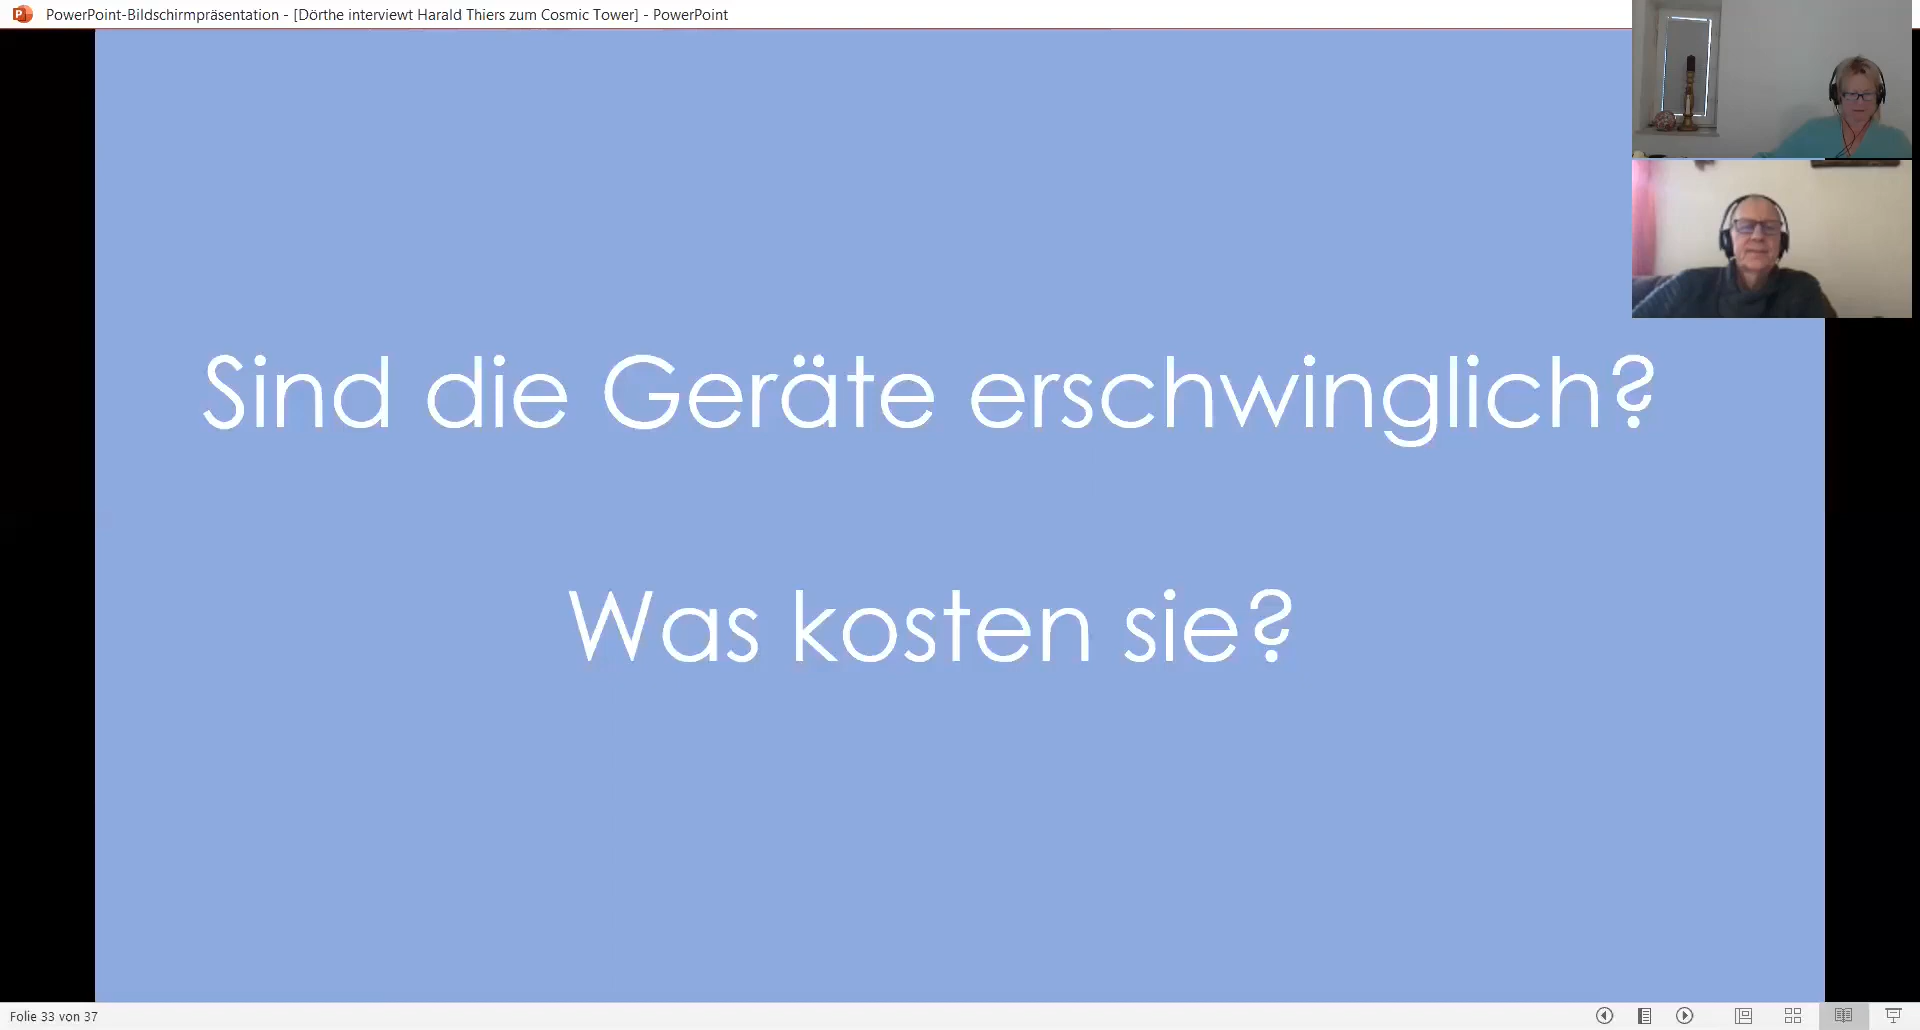 PowerPoint-Bildschirmpräsentation - [Dörthe interviewt Harald Thiers zum Cosmic Tower] - PowerPoint
Sind die Geräte erschwinglich?
Was kosten sie?
Folie 33 von 37